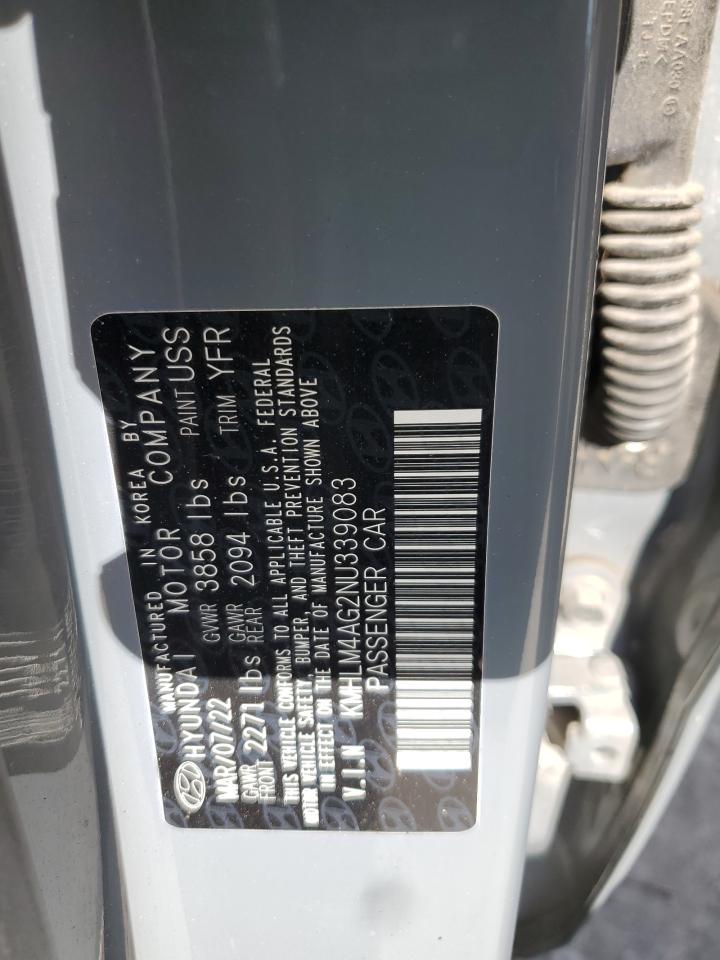 MANUFACTURED IN KOREA BY
HYUNDAI MOTOR COMPANY
MAR/07/22 GVWR 3858 lbs PAINT USS
GAWR FRONT 2271 lbs GAWR REAR 2094 lbs TRIM YFR
THIS VEHICLE CONFORMS TO ALL APPLICABLE U.S.A. FEDERAL
MOTOR VEHICLE SAFETY, BUMPER, AND THEFT PREVENTION STANDARDS
IN EFFECT ON THE DATE OF MANUFACTURE SHOWN ABOVE
V.I.N KMHLM4AG2NU339083
PASSENGER CAR